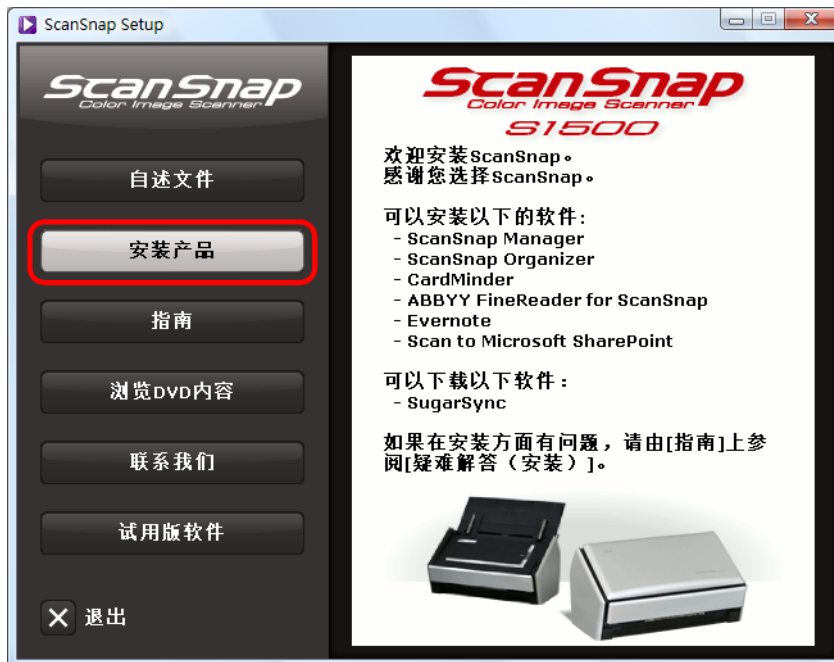 ScanSnap Setup
ScanSnap
Color Image Scanner
自述文件
安装产品
指南
浏览DVD内容
联系我们
试用版软件
退出
ScanSnap
Color Image Scanner
S1500
欢迎安装ScanSnap。
感谢您选择ScanSnap。
可以安装以下的软件:
- ScanSnap Manager
- ScanSnap Organizer
- CardMinder
- ABBYY FineReader for ScanSnap
- Evernote
- Scan to Microsoft SharePoint
可以下载以下软件：
- SugarSync
如果在安装方面有问题，请由[指南]上参
阅[疑难解答（安装）]。